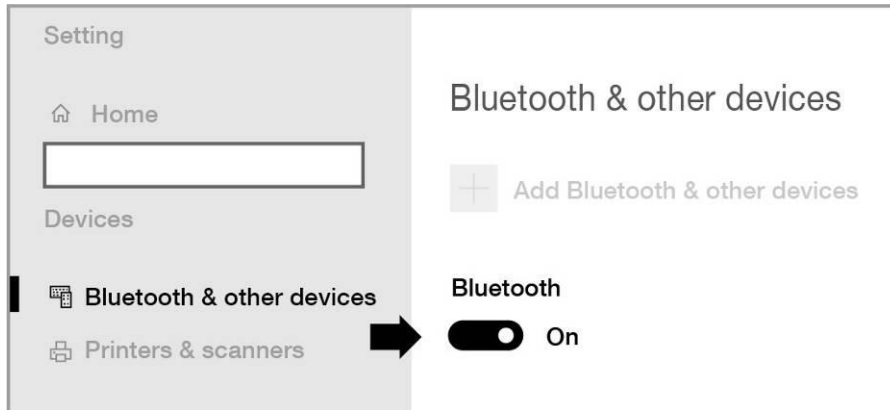 Setting
Home
Devices
Bluetooth & other devices
Printers & scanners
Bluetooth & other devices
Add Bluetooth & other devices
Bluetooth
On